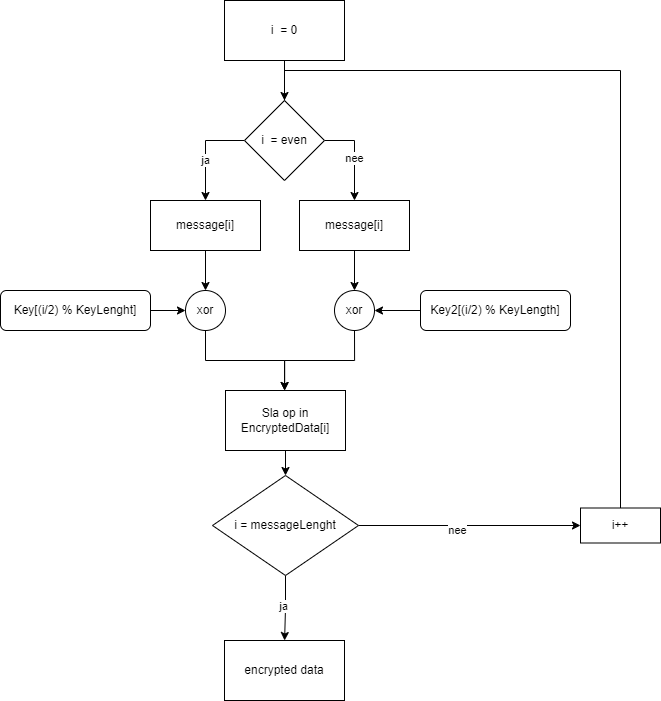 i = 0
i = even
ja
nee
message[i]
message[i]
Key[(i/2) % KeyLenght]
xor
xor
Key2[(i/2) % KeyLength]
Sla op in
EncryptedData[i]
i = messageLenght
nee
i++
ja
encrypted data